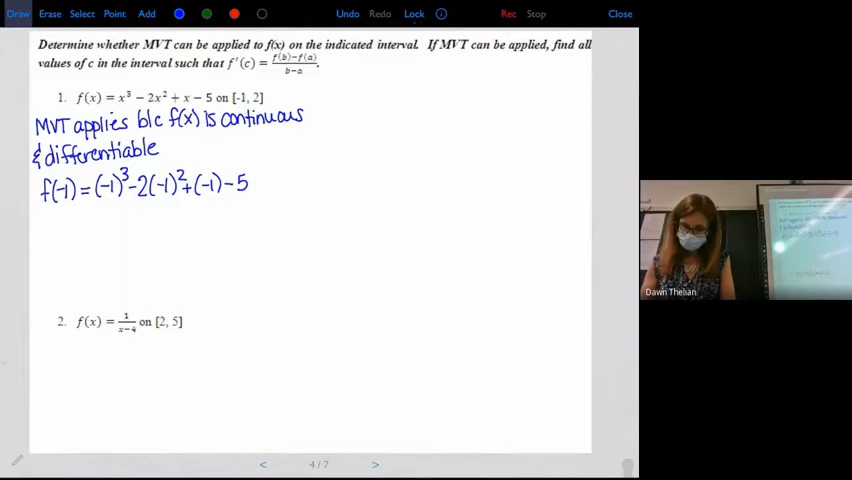 Draw Erase Select Point Add Undo Redo Lock Rec Stop Close
Determine whether MVT can be applied to f(x) on the indicated interval. If MVT can be applied, find all
values of c in the interval such that f'(c) = f(b)−f(a) / b−a.
1. f(x) = x³ − 2x² + x − 5 on [-1, 2]
MVT applies b/c f(x) is continuous
& differentiable
f(-1) = (-1)³ - 2(-1)² + (-1) - 5
2. f(x) = 1/x−4 on [2, 5]
Dawn Thelian
< 4 / 7 >